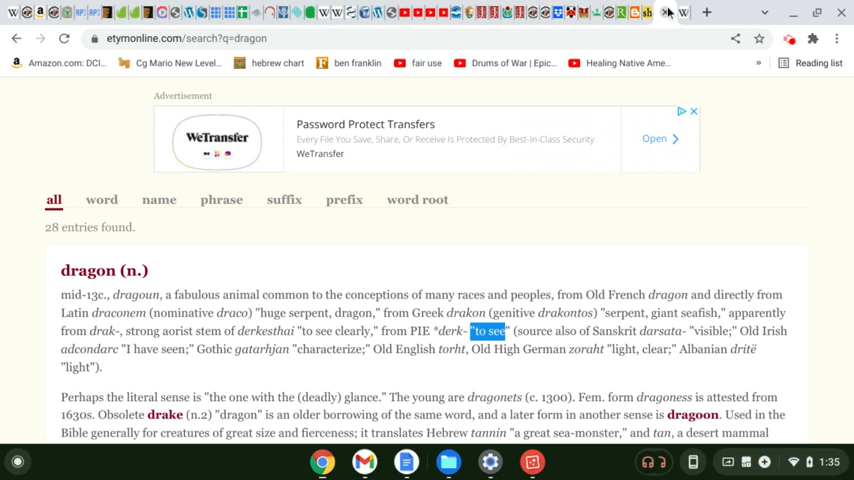 etymonline.com/search?q=dragon
Amazon.com: DCI... Cg Mario New Level... hebrew chart ben franklin fair use Drums of War | Epic... Healing Native Ame... » Reading list
Advertisement
WeTransfer
Password Protect Transfers
Every File You Save, Share, Or Receive Is Protected By Best-In-Class Security.
WeTransfer
Open
all word name phrase suffix prefix word root
28 entries found.
dragon (n.)
mid-13c., dragoun, a fabulous animal common to the conceptions of many races and peoples, from Old French dragon and directly from
Latin draconem (nominative draco) "huge serpent, dragon," from Greek drakon (genitive drakontos) "serpent, giant seafish," apparently
from drak-, strong aorist stem of derkesthai "to see clearly," from PIE *derk- "to see" (source also of Sanskrit darsata- "visible;" Old Irish
adcondarc "I have seen;" Gothic gatarhjan "characterize;" Old English torht, Old High German zoraht "light, clear;" Albanian dritë
"light").
Perhaps the literal sense is "the one with the (deadly) glance." The young are dragonets (c. 1300). Fem. form dragoness is attested from
1630s. Obsolete drake (n.2) "dragon" is an older borrowing of the same word, and a later form in another sense is dragoon. Used in the
Bible generally for creatures of great size and fierceness; it translates Hebrew tannin "a great sea-monster," and tan, a desert mammal
1:35